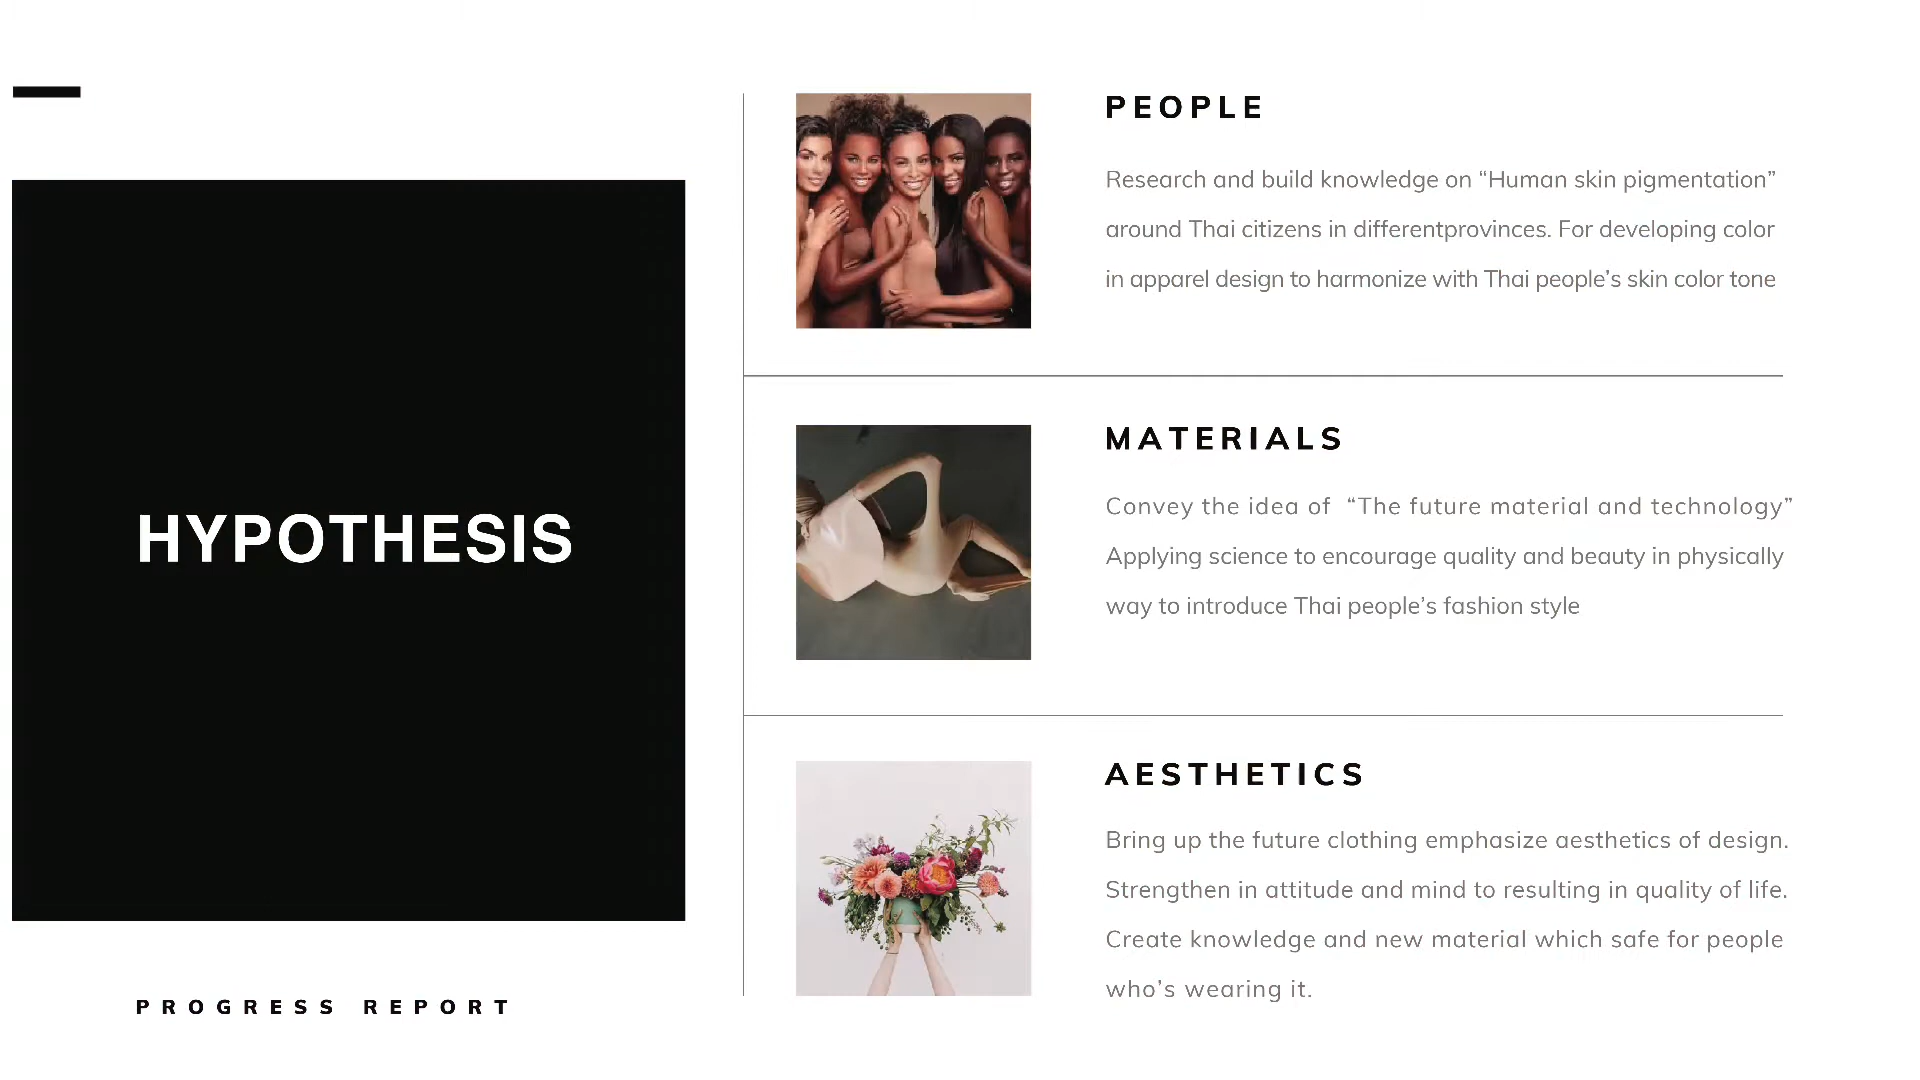 HYPOTHESIS
PROGRESS REPORT
PEOPLE
Research and build knowledge on “Human skin pigmentation”
around Thai citizens in differentprovinces. For developing color
in apparel design to harmonize with Thai people’s skin color tone
MATERIALS
Convey the idea of “The future material and technology”
Applying science to encourage quality and beauty in physically
way to introduce Thai people’s fashion style
AESTHETICS
Bring up the future clothing emphasize aesthetics of design.
Strengthen in attitude and mind to resulting in quality of life.
Create knowledge and new material which safe for people
who’s wearing it.